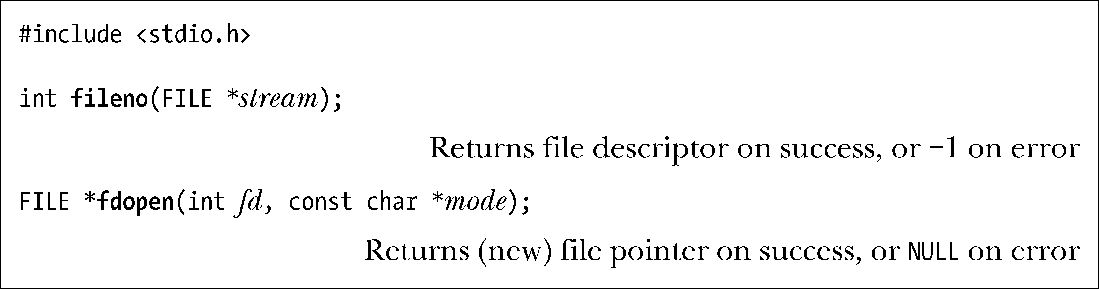 #include <stdio.h>
int fileno(FILE *stream);
Returns file descriptor on success, or –1 on error
FILE *fdopen(int fd, const char *mode);
Returns (new) file pointer on success, or NULL on error